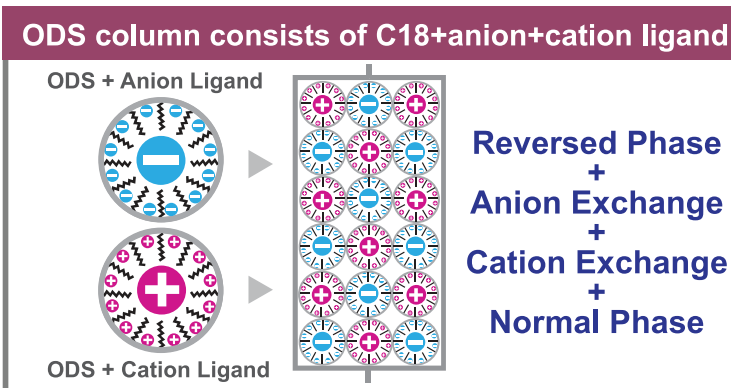 ODS column consists of C18+anion+cation ligand
ODS + Anion Ligand
ODS + Cation Ligand
Reversed Phase
+
Anion Exchange
+
Cation Exchange
+
Normal Phase